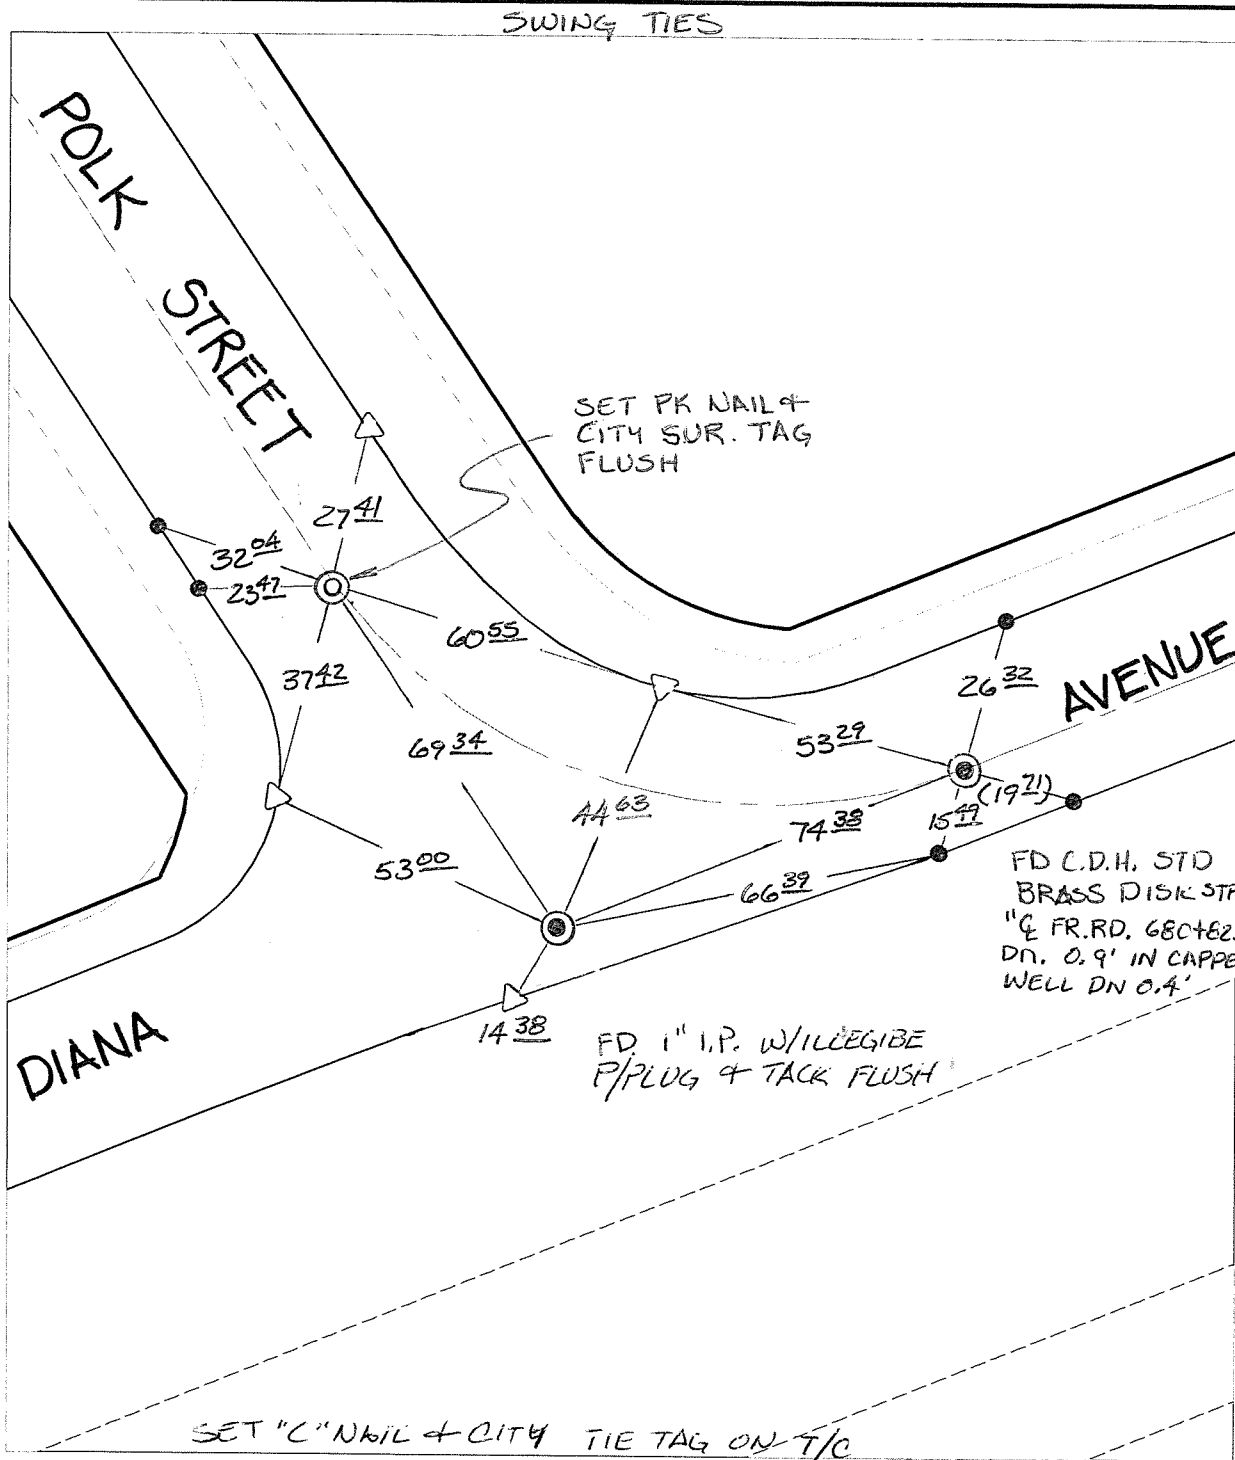 SWING TIES
POLK
STREET
SET PK NAIL &
CITY SUR. TAG
FLUSH
27 41
32 04
23 47
60 55
37 42
69 34
26 32
AVENUE
53 29
44 63
74 38
(19 71)
15 49
53 00
66 39
FD C.D.H. STD
BRASS DISK
"℄ FR.RD.
DN. 0.9' IN CAPPE
WELL DN 0.4'
14 38
DIANA
FD 1" I.P. W/ILLEGIBE
P/PLUG & TACK FLUSH
SET "C" NAIL & CITY TIE TAG ON T/C